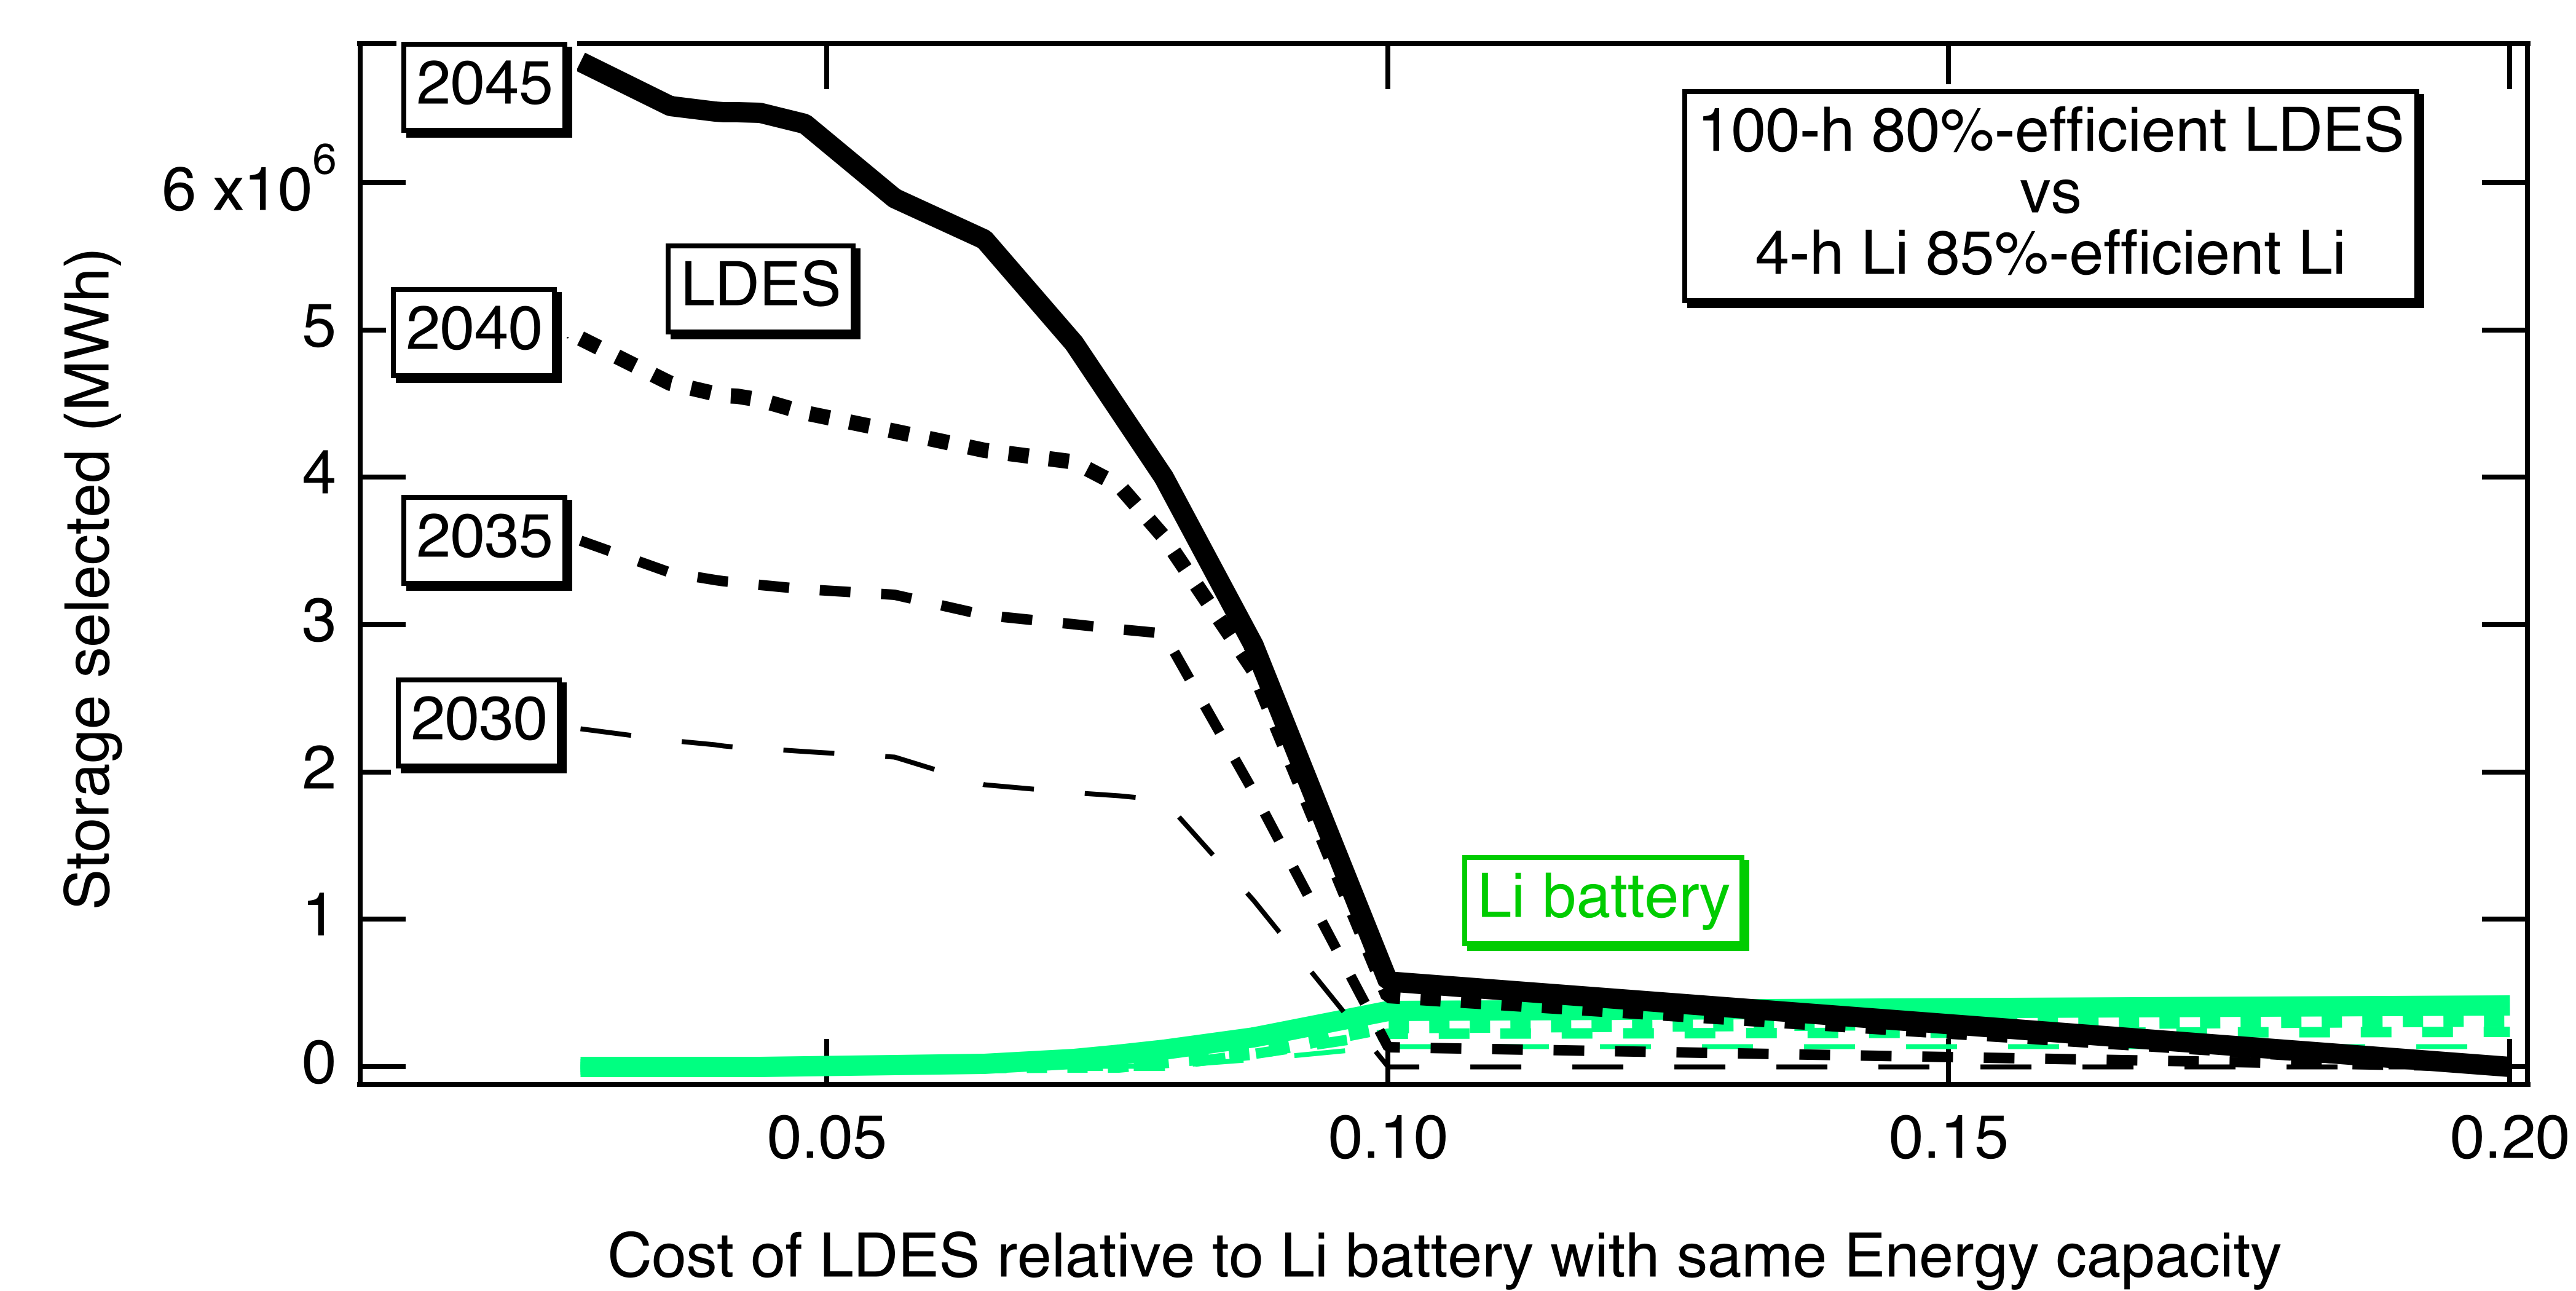 2045
100-h 80%-efficient LDES
vs
4-h Li 85%-efficient Li
6 x10⁶
LDES
5
2040
4
2035
3
2030
2
1
Li battery
0
0.05
0.10
0.15
0.20
Storage selected (MWh)
Cost of LDES relative to Li battery with same Energy capacity